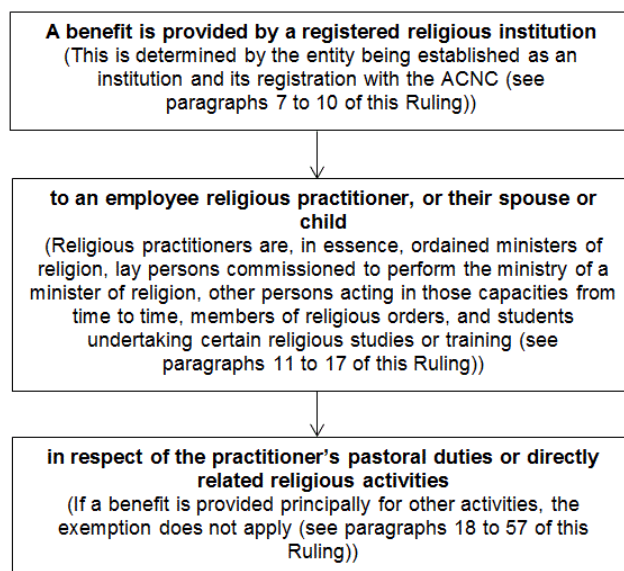 A benefit is provided by a registered religious institution
(This is determined by the entity being established as an
institution and its registration with the ACNC (see
paragraphs 7 to 10 of this Ruling))
to an employee religious practitioner, or their spouse or
child
(Religious practitioners are, in essence, ordained ministers of
religion, lay persons commissioned to perform the ministry of a
minister of religion, other persons acting in those capacities from
time to time, members of religious orders, and students
undertaking certain religious studies or training (see
paragraphs 11 to 17 of this Ruling))
in respect of the practitioner's pastoral duties or directly
related religious activities
(If a benefit is provided principally for other activities, the
exemption does not apply (see paragraphs 18 to 57 of this
Ruling))